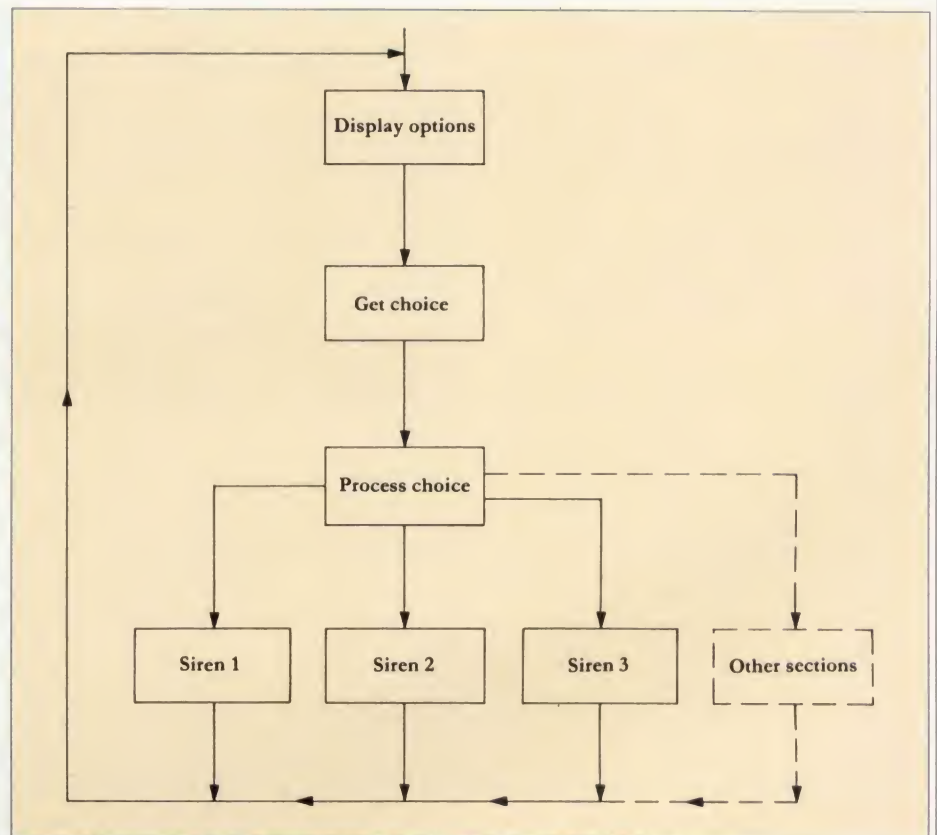 Display options
Get choice
Process choice
Siren 1
Siren 2
Siren 3
Other sections